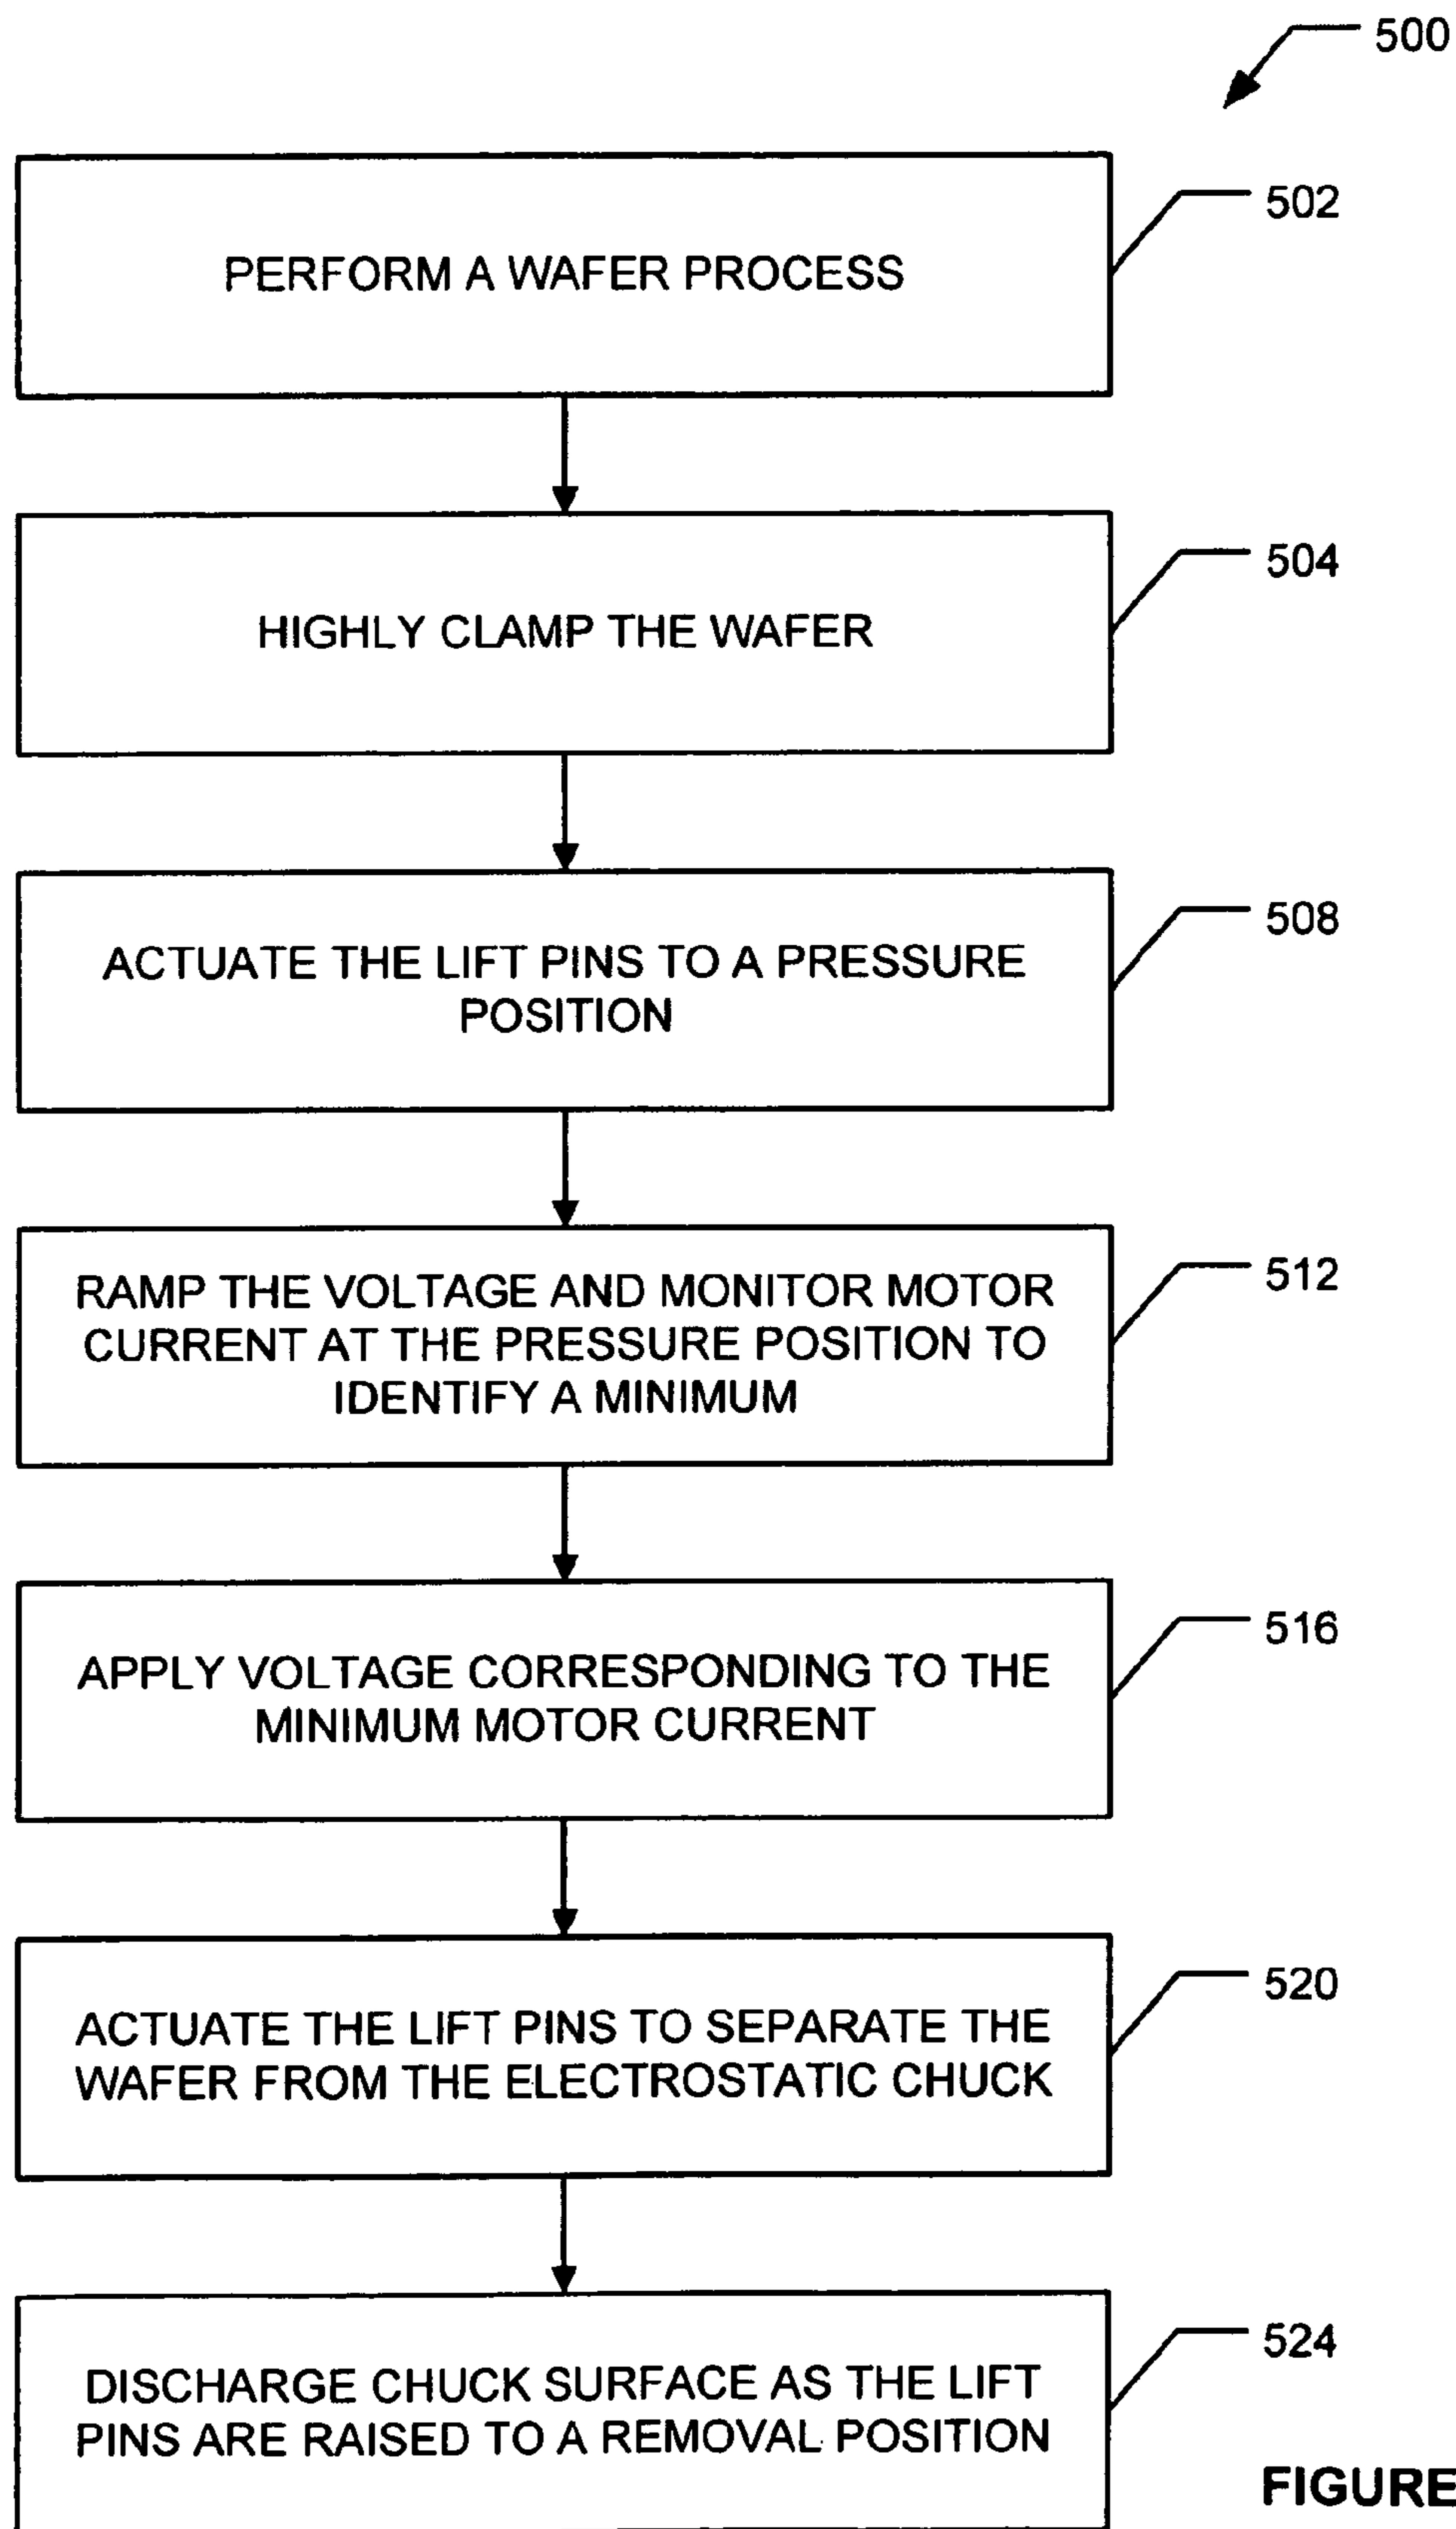 500
PERFORM A WAFER PROCESS
502
HIGHLY CLAMP THE WAFER
504
ACTUATE THE LIFT PINS TO A PRESSURE
POSITION
508
RAMP THE VOLTAGE AND MONITOR MOTOR
CURRENT AT THE PRESSURE POSITION TO
IDENTIFY A MINIMUM
512
APPLY VOLTAGE CORRESPONDING TO THE
MINIMUM MOTOR CURRENT
516
ACTUATE THE LIFT PINS TO SEPARATE THE
WAFER FROM THE ELECTROSTATIC CHUCK
520
DISCHARGE CHUCK SURFACE AS THE LIFT
PINS ARE RAISED TO A REMOVAL POSITION
524
FIGURE